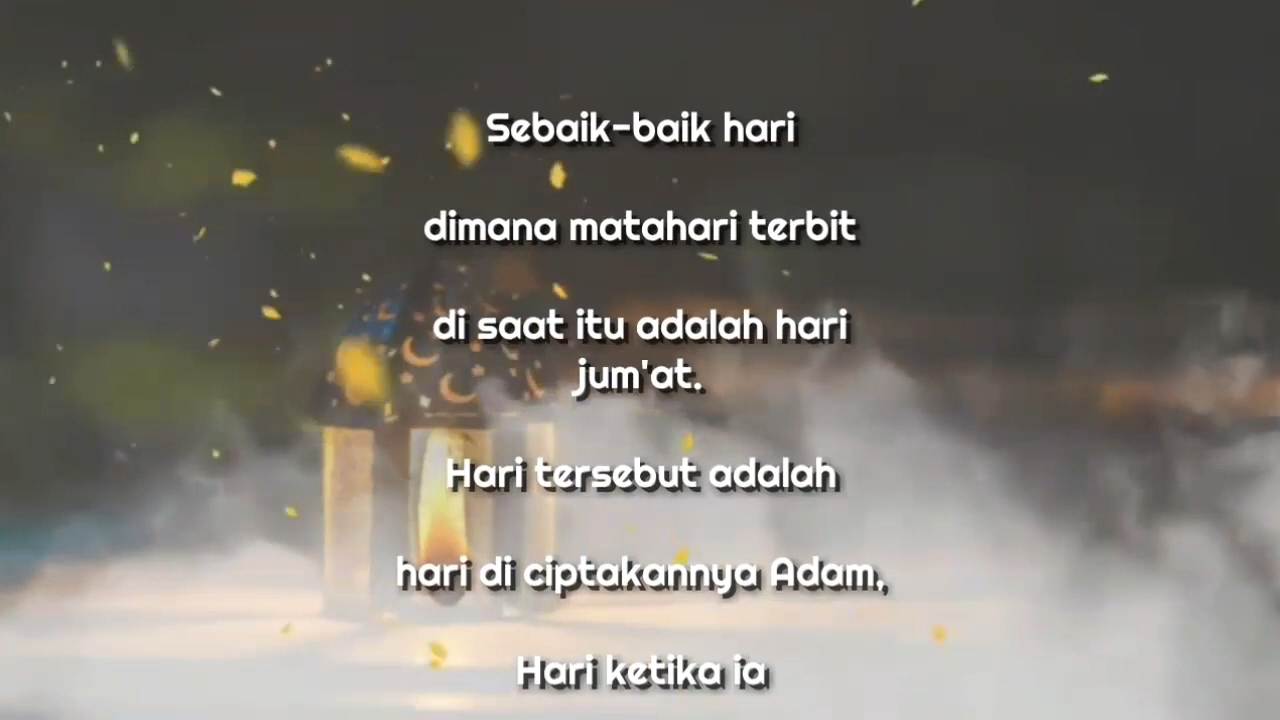 Sebaik-baik hari
dimana matahari terbit
di saat itu adalah hari
jum'at.
Hari tersebut adalah
hari di ciptakannya Adam,
Hari ketika ia